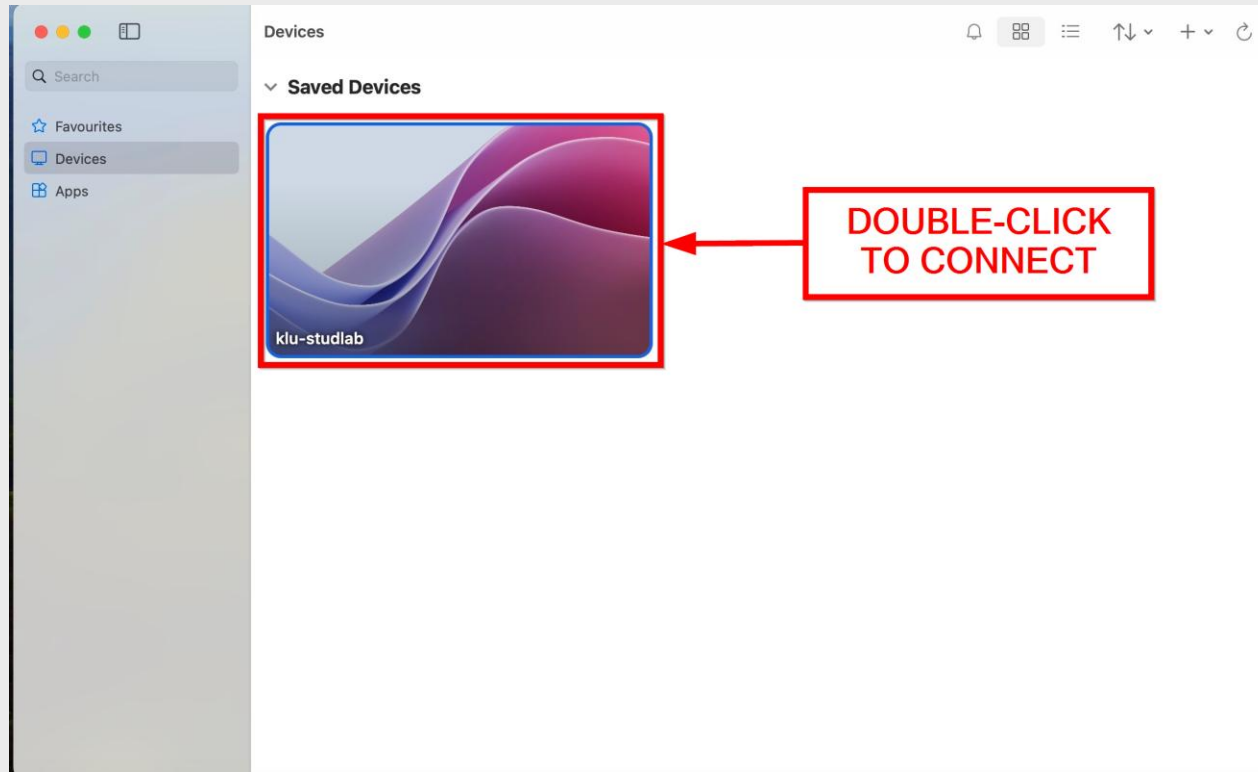 Devices
Search
Saved Devices
Favourites
Devices
Apps
klu-studlab
DOUBLE-CLICK
TO CONNECT